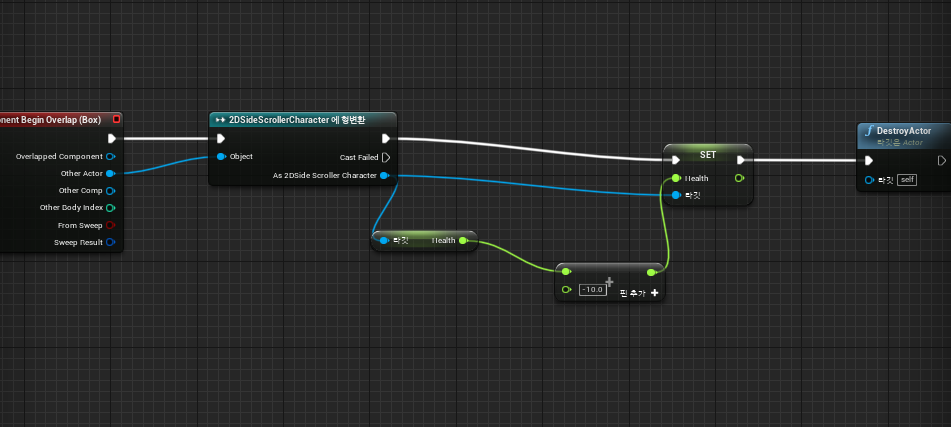 nent Begin Overlap (Box)
Overlapped Component
Other Actor
Other Comp
Other Body Index
From Sweep
Sweep Result
2DSideScrollerCharacter 에 형변환
Object
Cast Failed
As 2DSide Scroller Character
타깃 Health
-10.0
핀 추가 +
SET
Health
타깃
f DestroyActor
타깃은 Actor
타깃 self